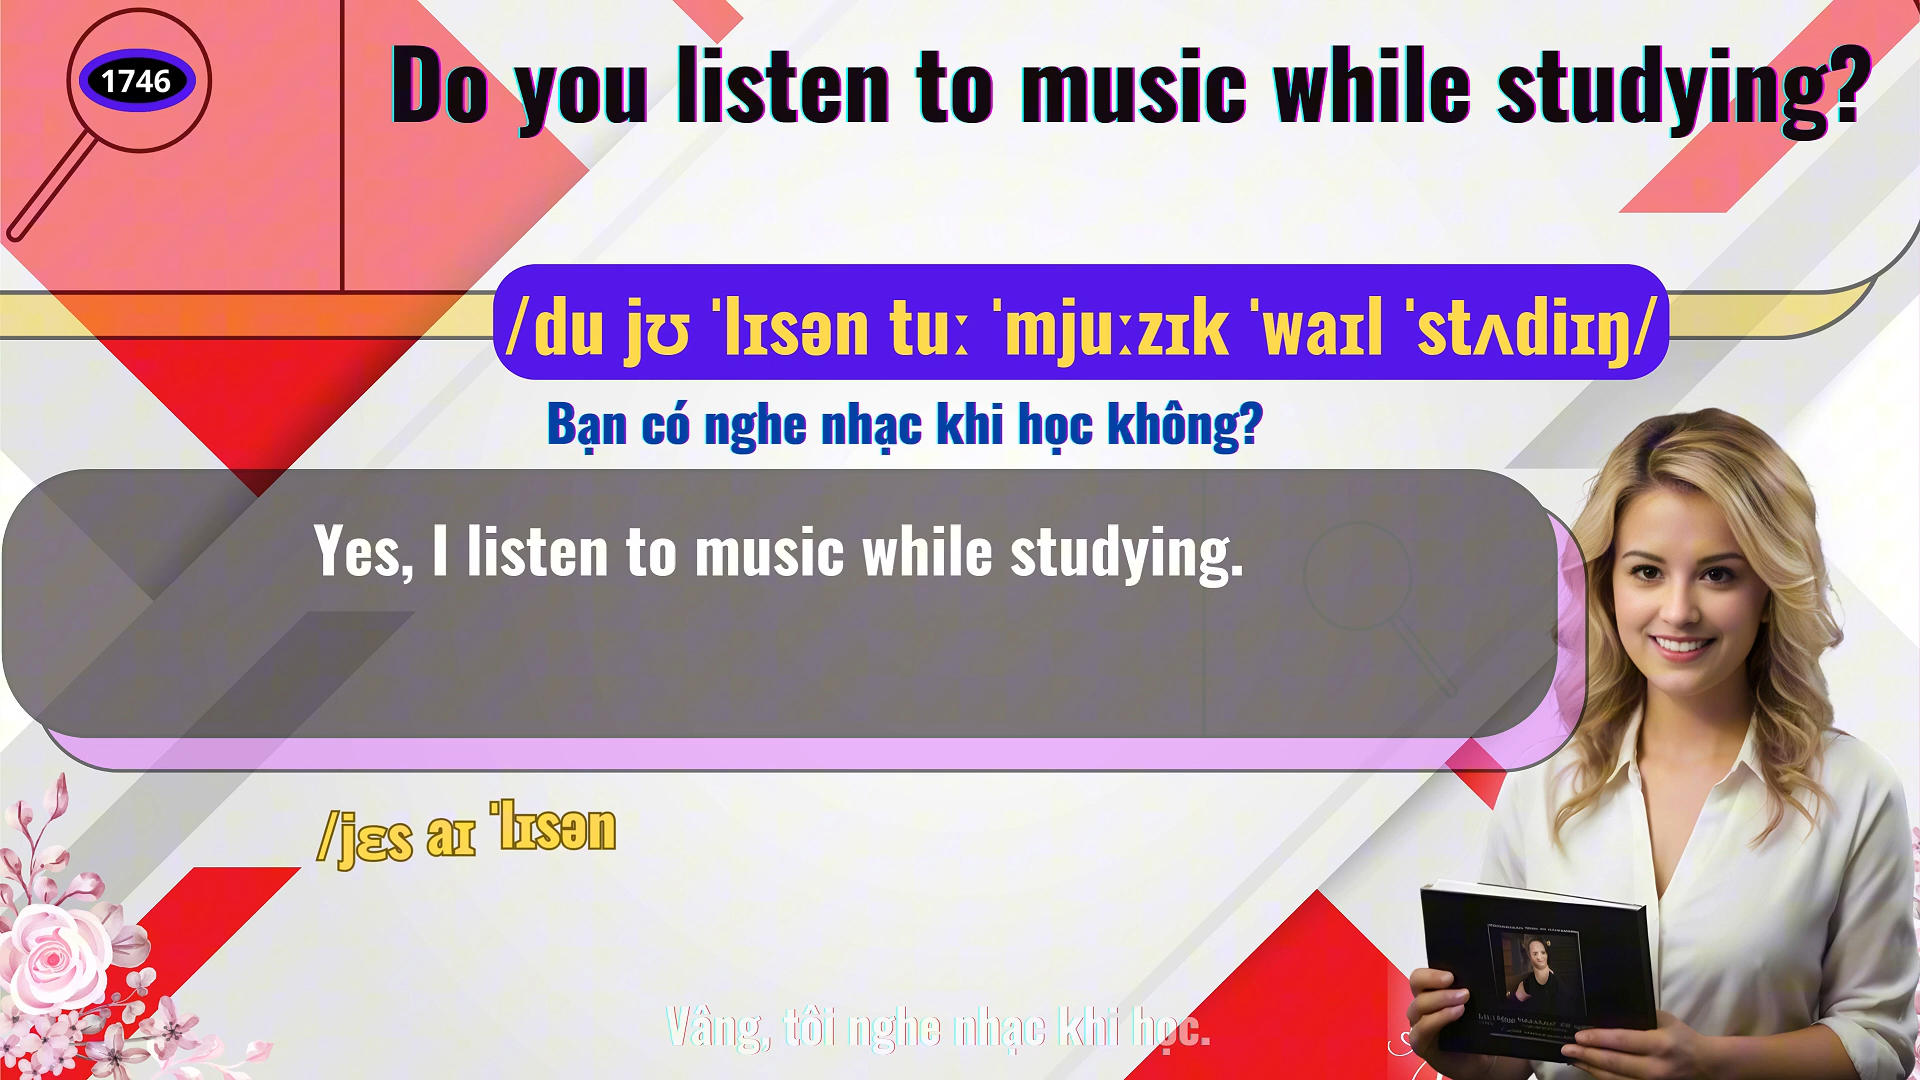 1746
Do you listen to music while studying?
/du jʊ ˈlɪsən tuː ˈmjuːzɪk ˈwaɪl ˈstʌdiɪŋ/
Bạn có nghe nhạc khi học không?
Yes, I listen to music while studying.
/jɛs aɪ ˈlɪsən
Vâng, tôi nghe nhạc khi học.